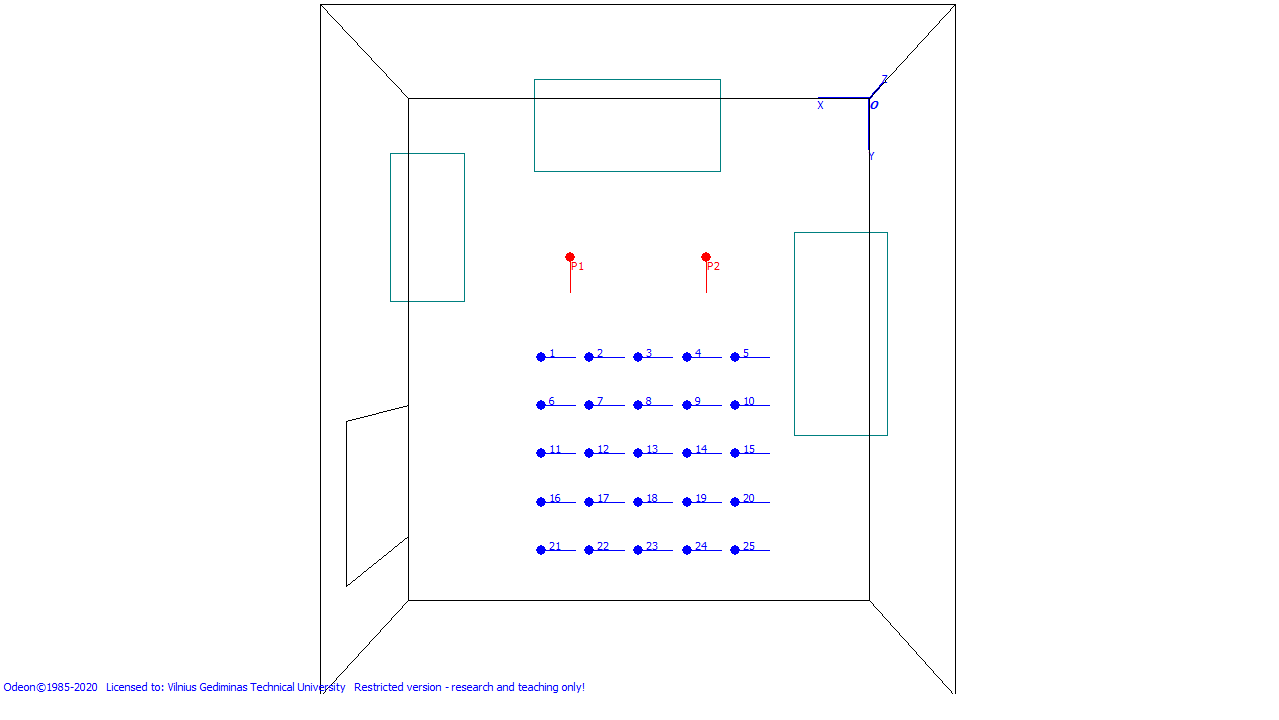 Z
X
O
Y
P1 P2
1 2 3 4 5
6 7 8 9 10
11 12 13 14 15
16 17 18 19 20
21 22 23 24 25
Odeon©1985-2020 Licensed to: Vilnius Gediminas Technical University Restricted version - research and teaching only!